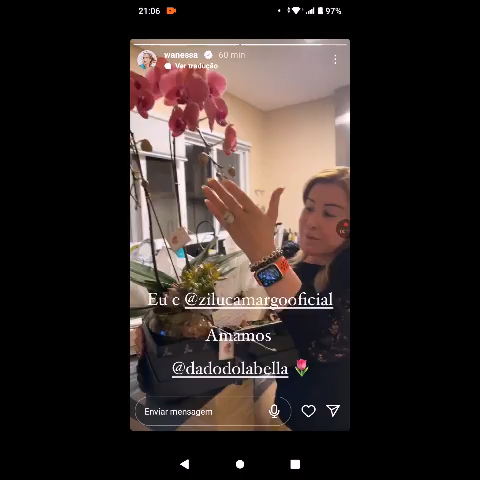 21:06
97%
wanessa 60 min
Ver tradução
Eu e @zilucamargooficial
Amamos
@dadodolabella
Enviar mensagem